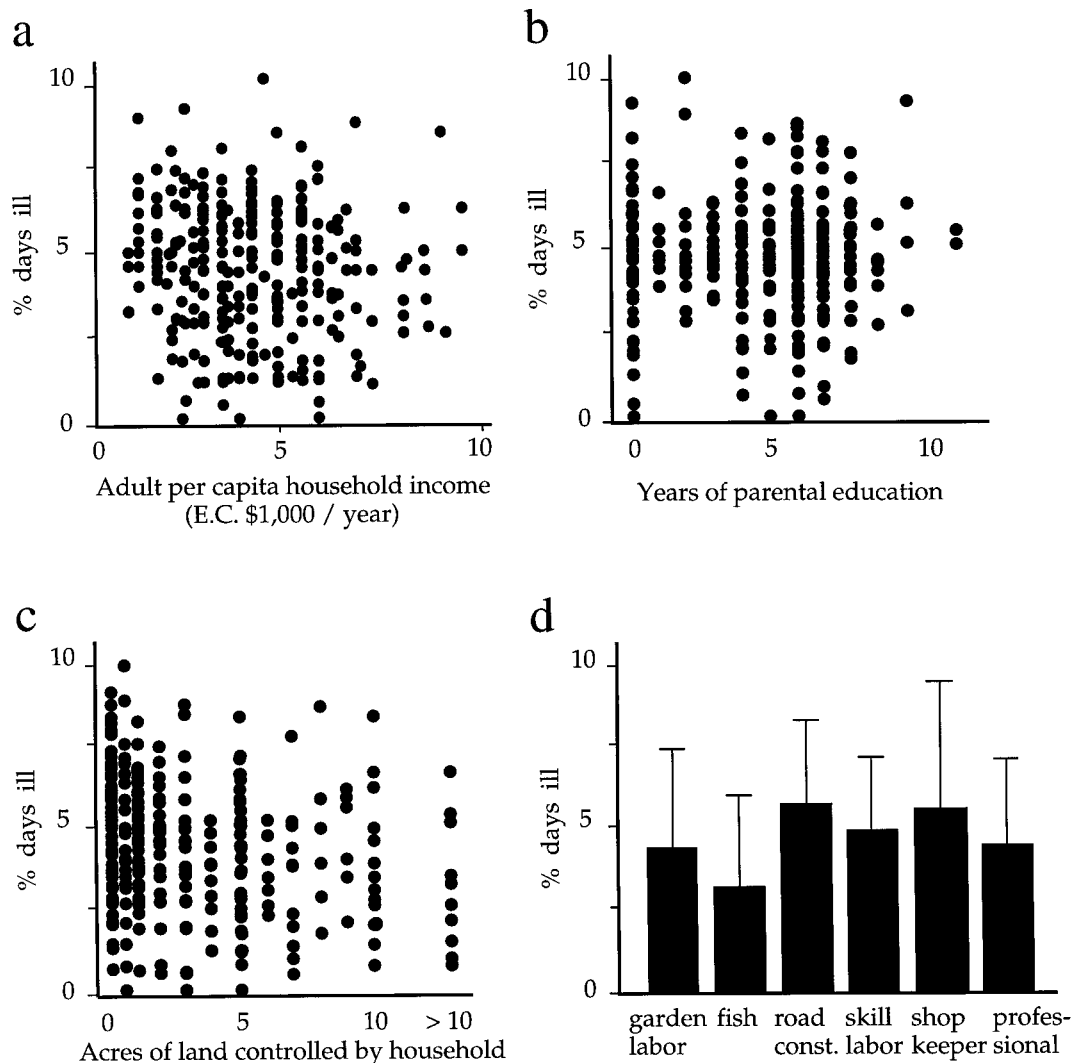 a
10
5
0
% days ill
0 5 10
Adult per capita household income
(E.C. $1,000 / year)
b
10
5
0
% days ill
0 5 10
Years of parental education
c
10
5
0
% days ill
0 5 10 > 10
Acres of land controlled by household
d
10
5
0
% days ill
garden fish road skill shop profes-
labor const. labor keeper sional